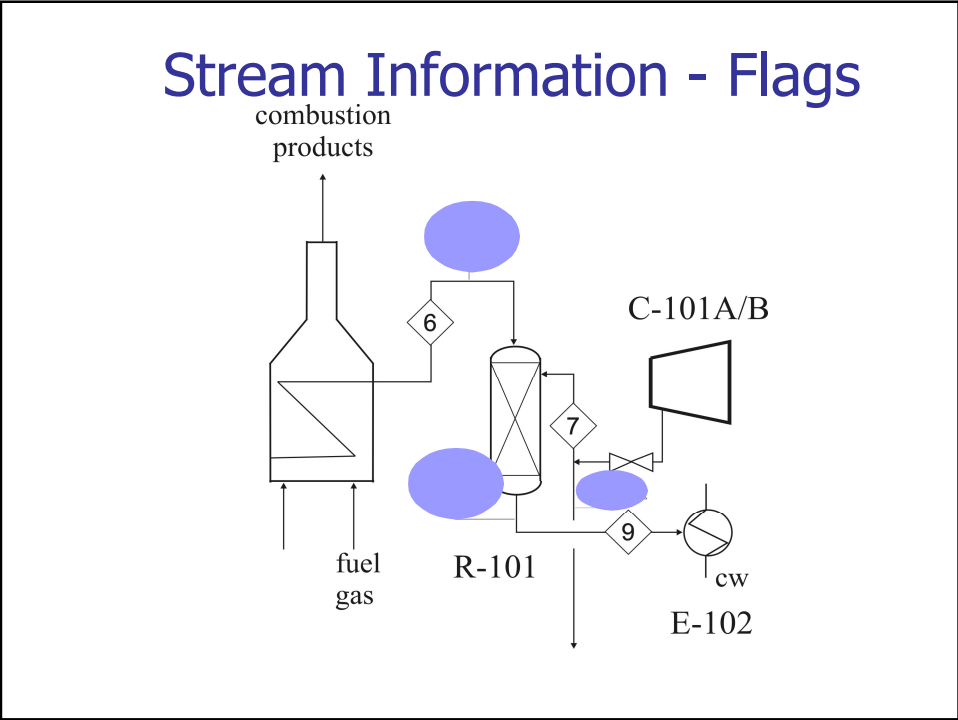 Stream Information - Flags
combustion
products
6
C-101A/B
7
9
fuel
gas
R-101
cw
E-102